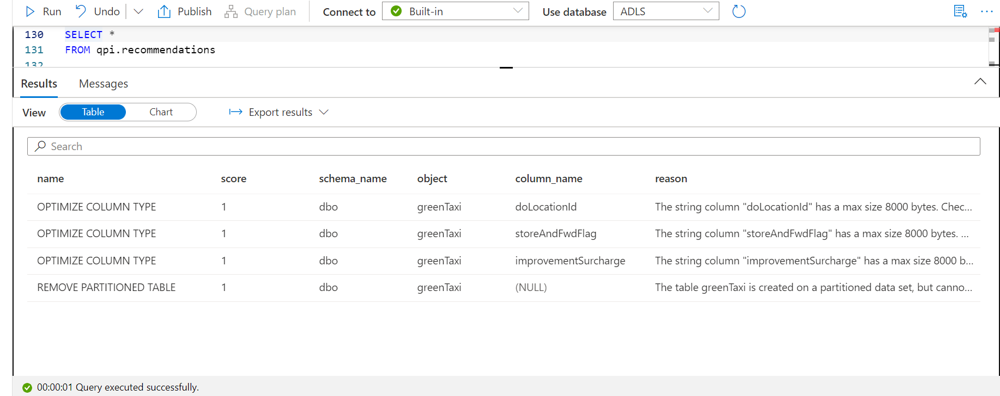 Run Undo Publish Query plan Connect to Built-in Use database ADLS
130 SELECT *
131 FROM qpi.recommendations
132
Results Messages
View Table Chart Export results
Search
name score schema_name object column_name reason
OPTIMIZE COLUMN TYPE 1 dbo greenTaxi doLocationId The string column "doLocationId" has a max size 8000 bytes. Chec...
OPTIMIZE COLUMN TYPE 1 dbo greenTaxi storeAndFwdFlag The string column "storeAndFwdFlag" has a max size 8000 bytes. ...
OPTIMIZE COLUMN TYPE 1 dbo greenTaxi improvementSurcharge The string column "improvementSurcharge" has a max size 8000 b...
REMOVE PARTITIONED TABLE 1 dbo greenTaxi (NULL) The table greenTaxi is created on a partitioned data set, but canno...
00:00:01 Query executed successfully.